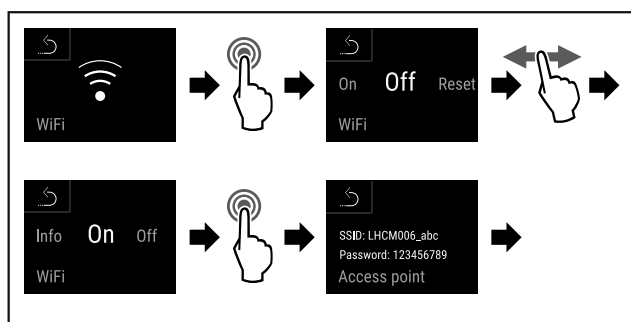 WiFi
On Off Reset
WiFi
Info On Off
WiFi
SSID: LHCM006_abc
Password: 123456789
Access point